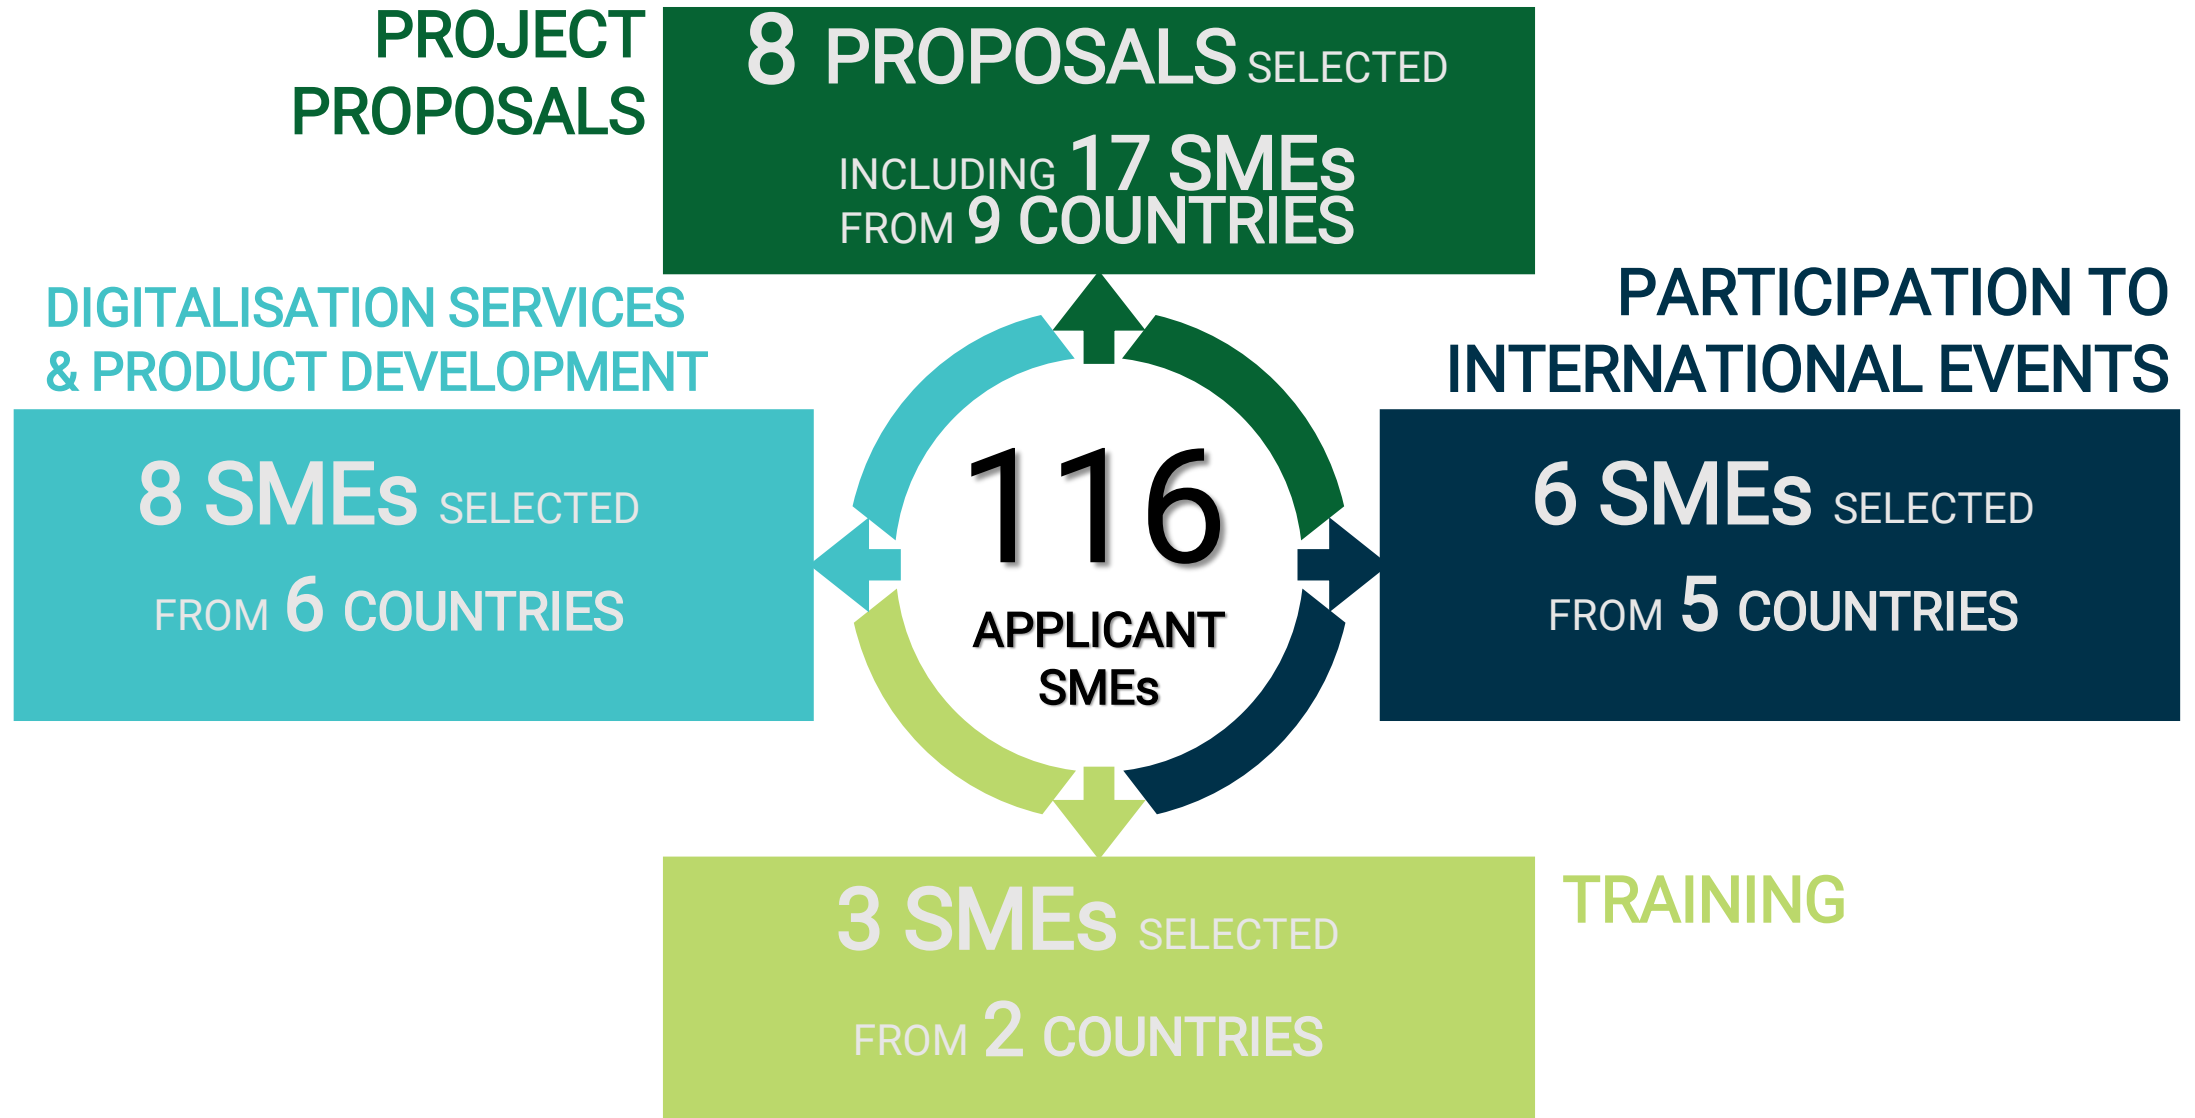 PROJECT
PROPOSALS
8 PROPOSALS SELECTED
INCLUDING 17 SMEs
FROM 9 COUNTRIES
DIGITALISATION SERVICES
& PRODUCT DEVELOPMENT
8 SMEs SELECTED
FROM 6 COUNTRIES
116
APPLICANT
SMEs
PARTICIPATION TO
INTERNATIONAL EVENTS
6 SMEs SELECTED
FROM 5 COUNTRIES
3 SMEs SELECTED
FROM 2 COUNTRIES
TRAINING